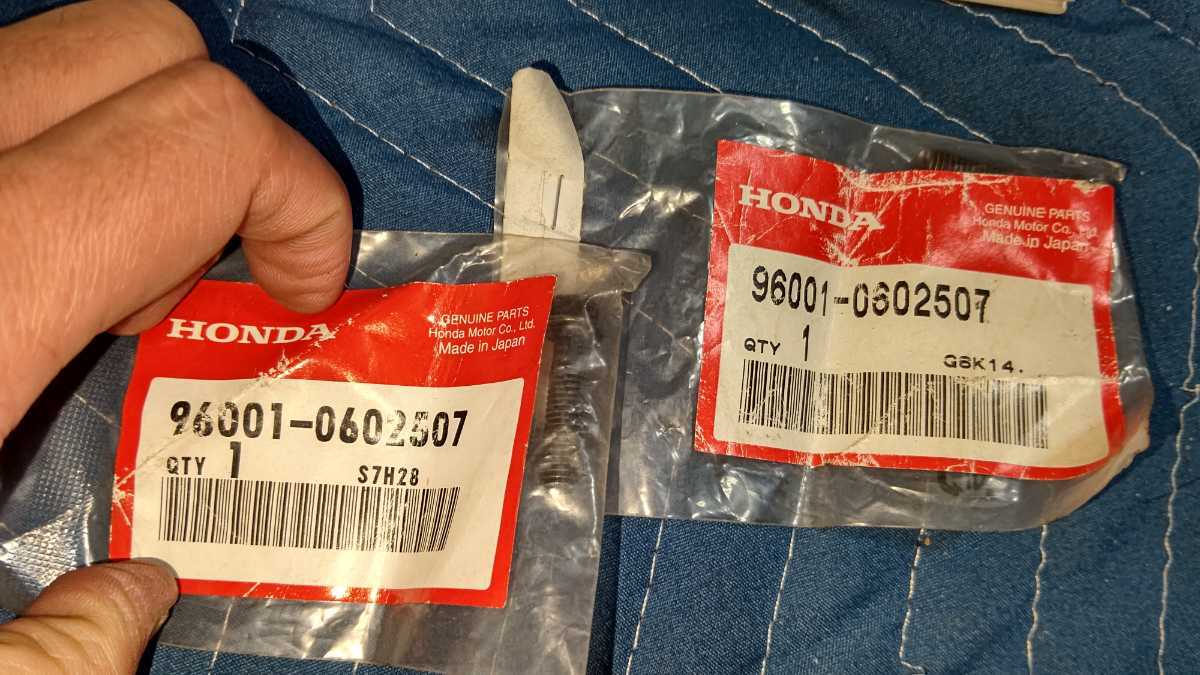 HONDA
GENUINE PARTS
Honda Motor Co., Ltd.
Made in Japan
96001-0602507
QTY 1
S7H28
HONDA
GENUINE PARTS
Honda Motor Co., Ltd.
Made in Japan
96001-0602507
QTY 1
G8K14.